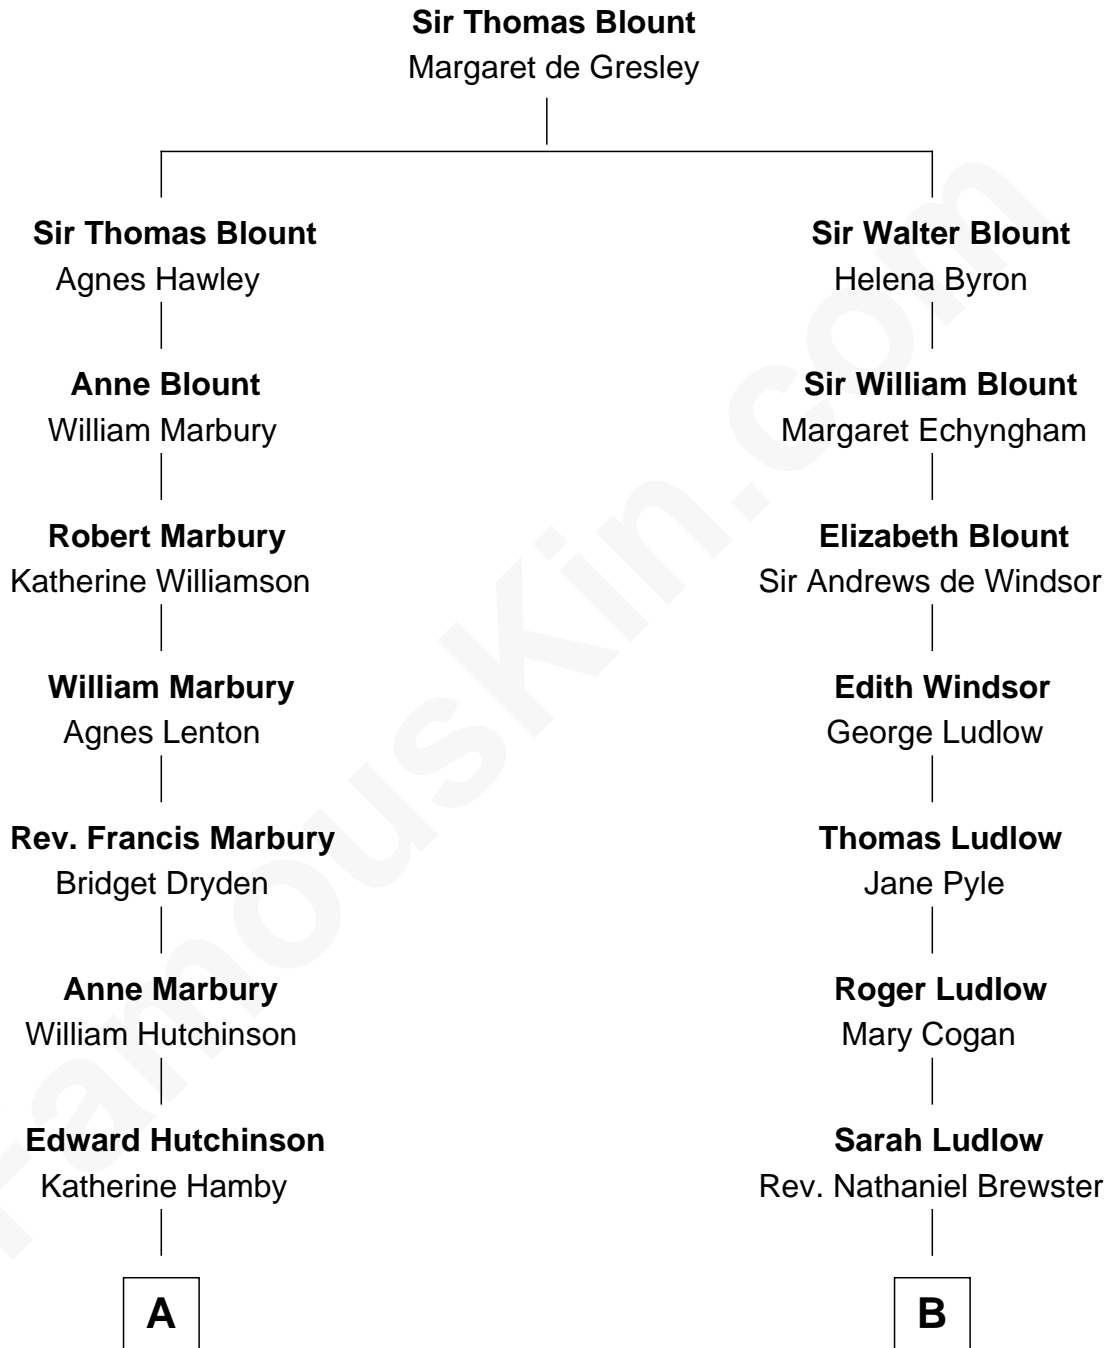 Sir Thomas Blount
Margaret de Gresley
Sir Thomas Blount
Agnes Hawley
Sir Walter Blount
Helena Byron
Anne Blount
William Marbury
Sir William Blount
Margaret Echyngham
Robert Marbury
Katherine Williamson
Elizabeth Blount
Sir Andrews de Windsor
William Marbury
Agnes Lenton
Edith Windsor
George Ludlow
Rev. Francis Marbury
Bridget Dryden
Thomas Ludlow
Jane Pyle
Anne Marbury
William Hutchinson
Roger Ludlow
Mary Cogan
Edward Hutchinson
Katherine Hamby
Sarah Ludlow
Rev. Nathaniel Brewster
A
B
FamousKin.com